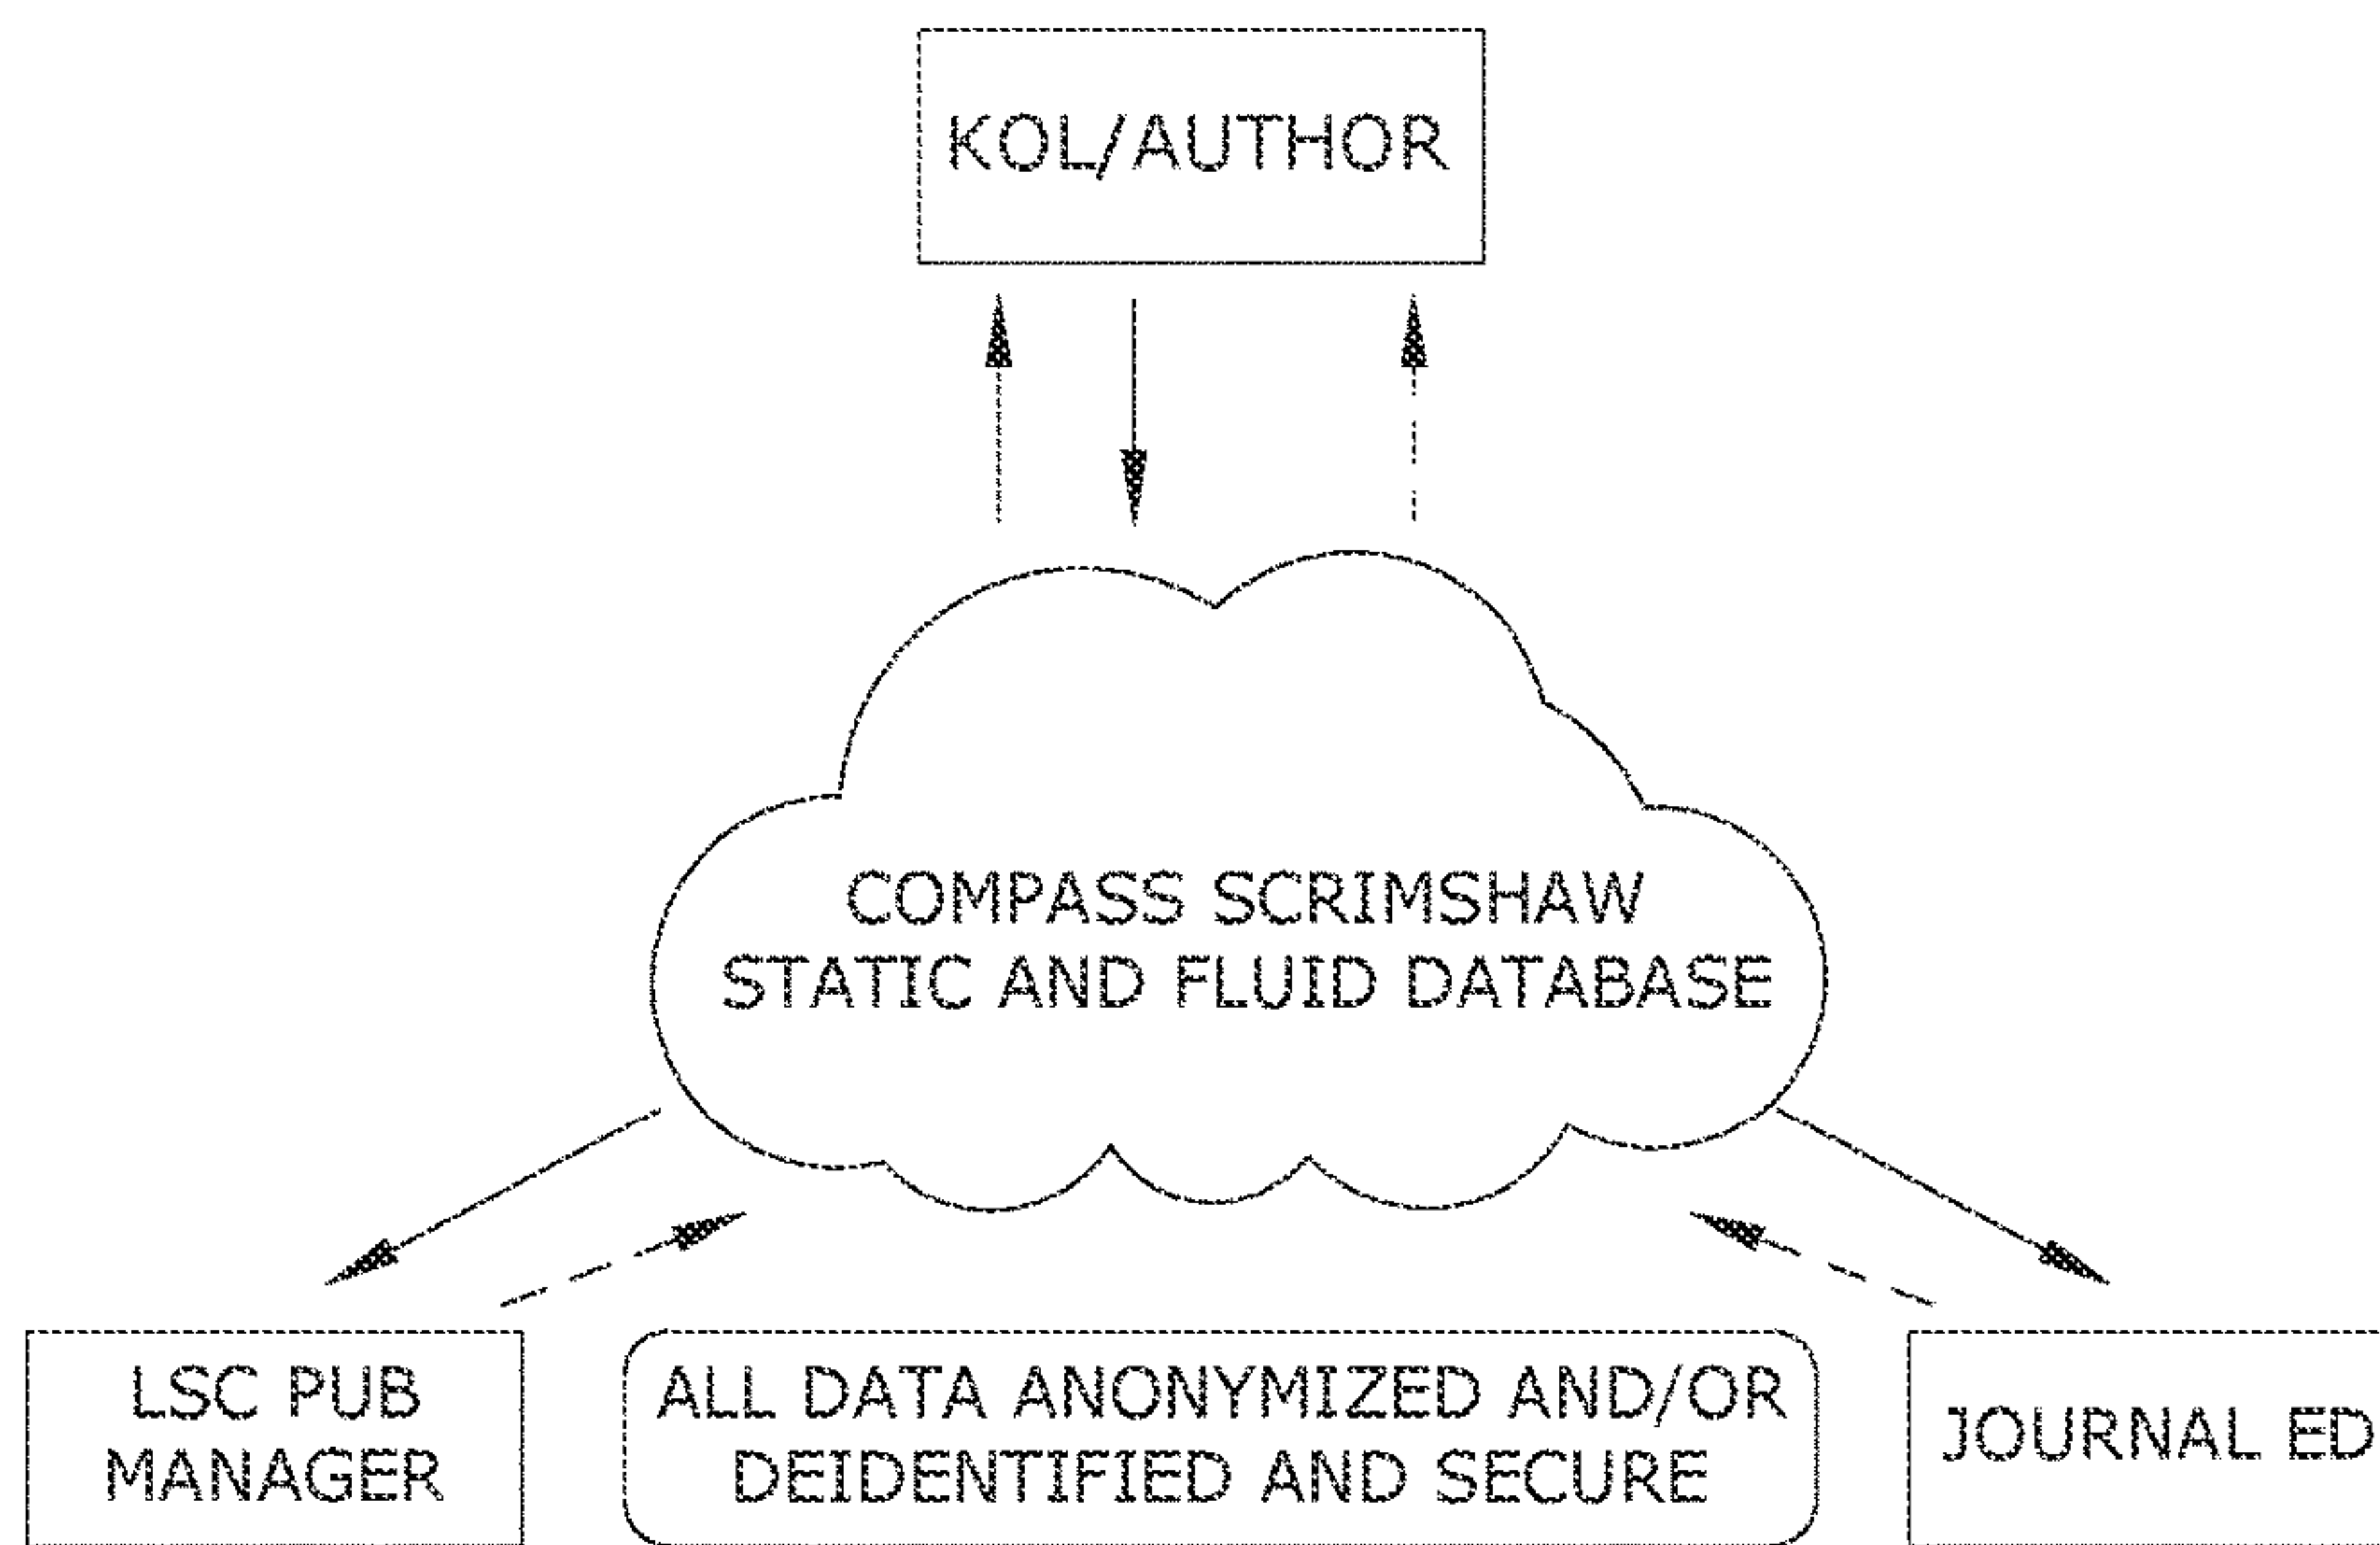 KOL/AUTHOR
COMPASS SCRIMSHAW
STATIC AND FLUID DATABASE
LSC PUB
MANAGER
ALL DATA ANONYMIZED AND/OR
DEIDENTIFIED AND SECURE
JOURNAL ED